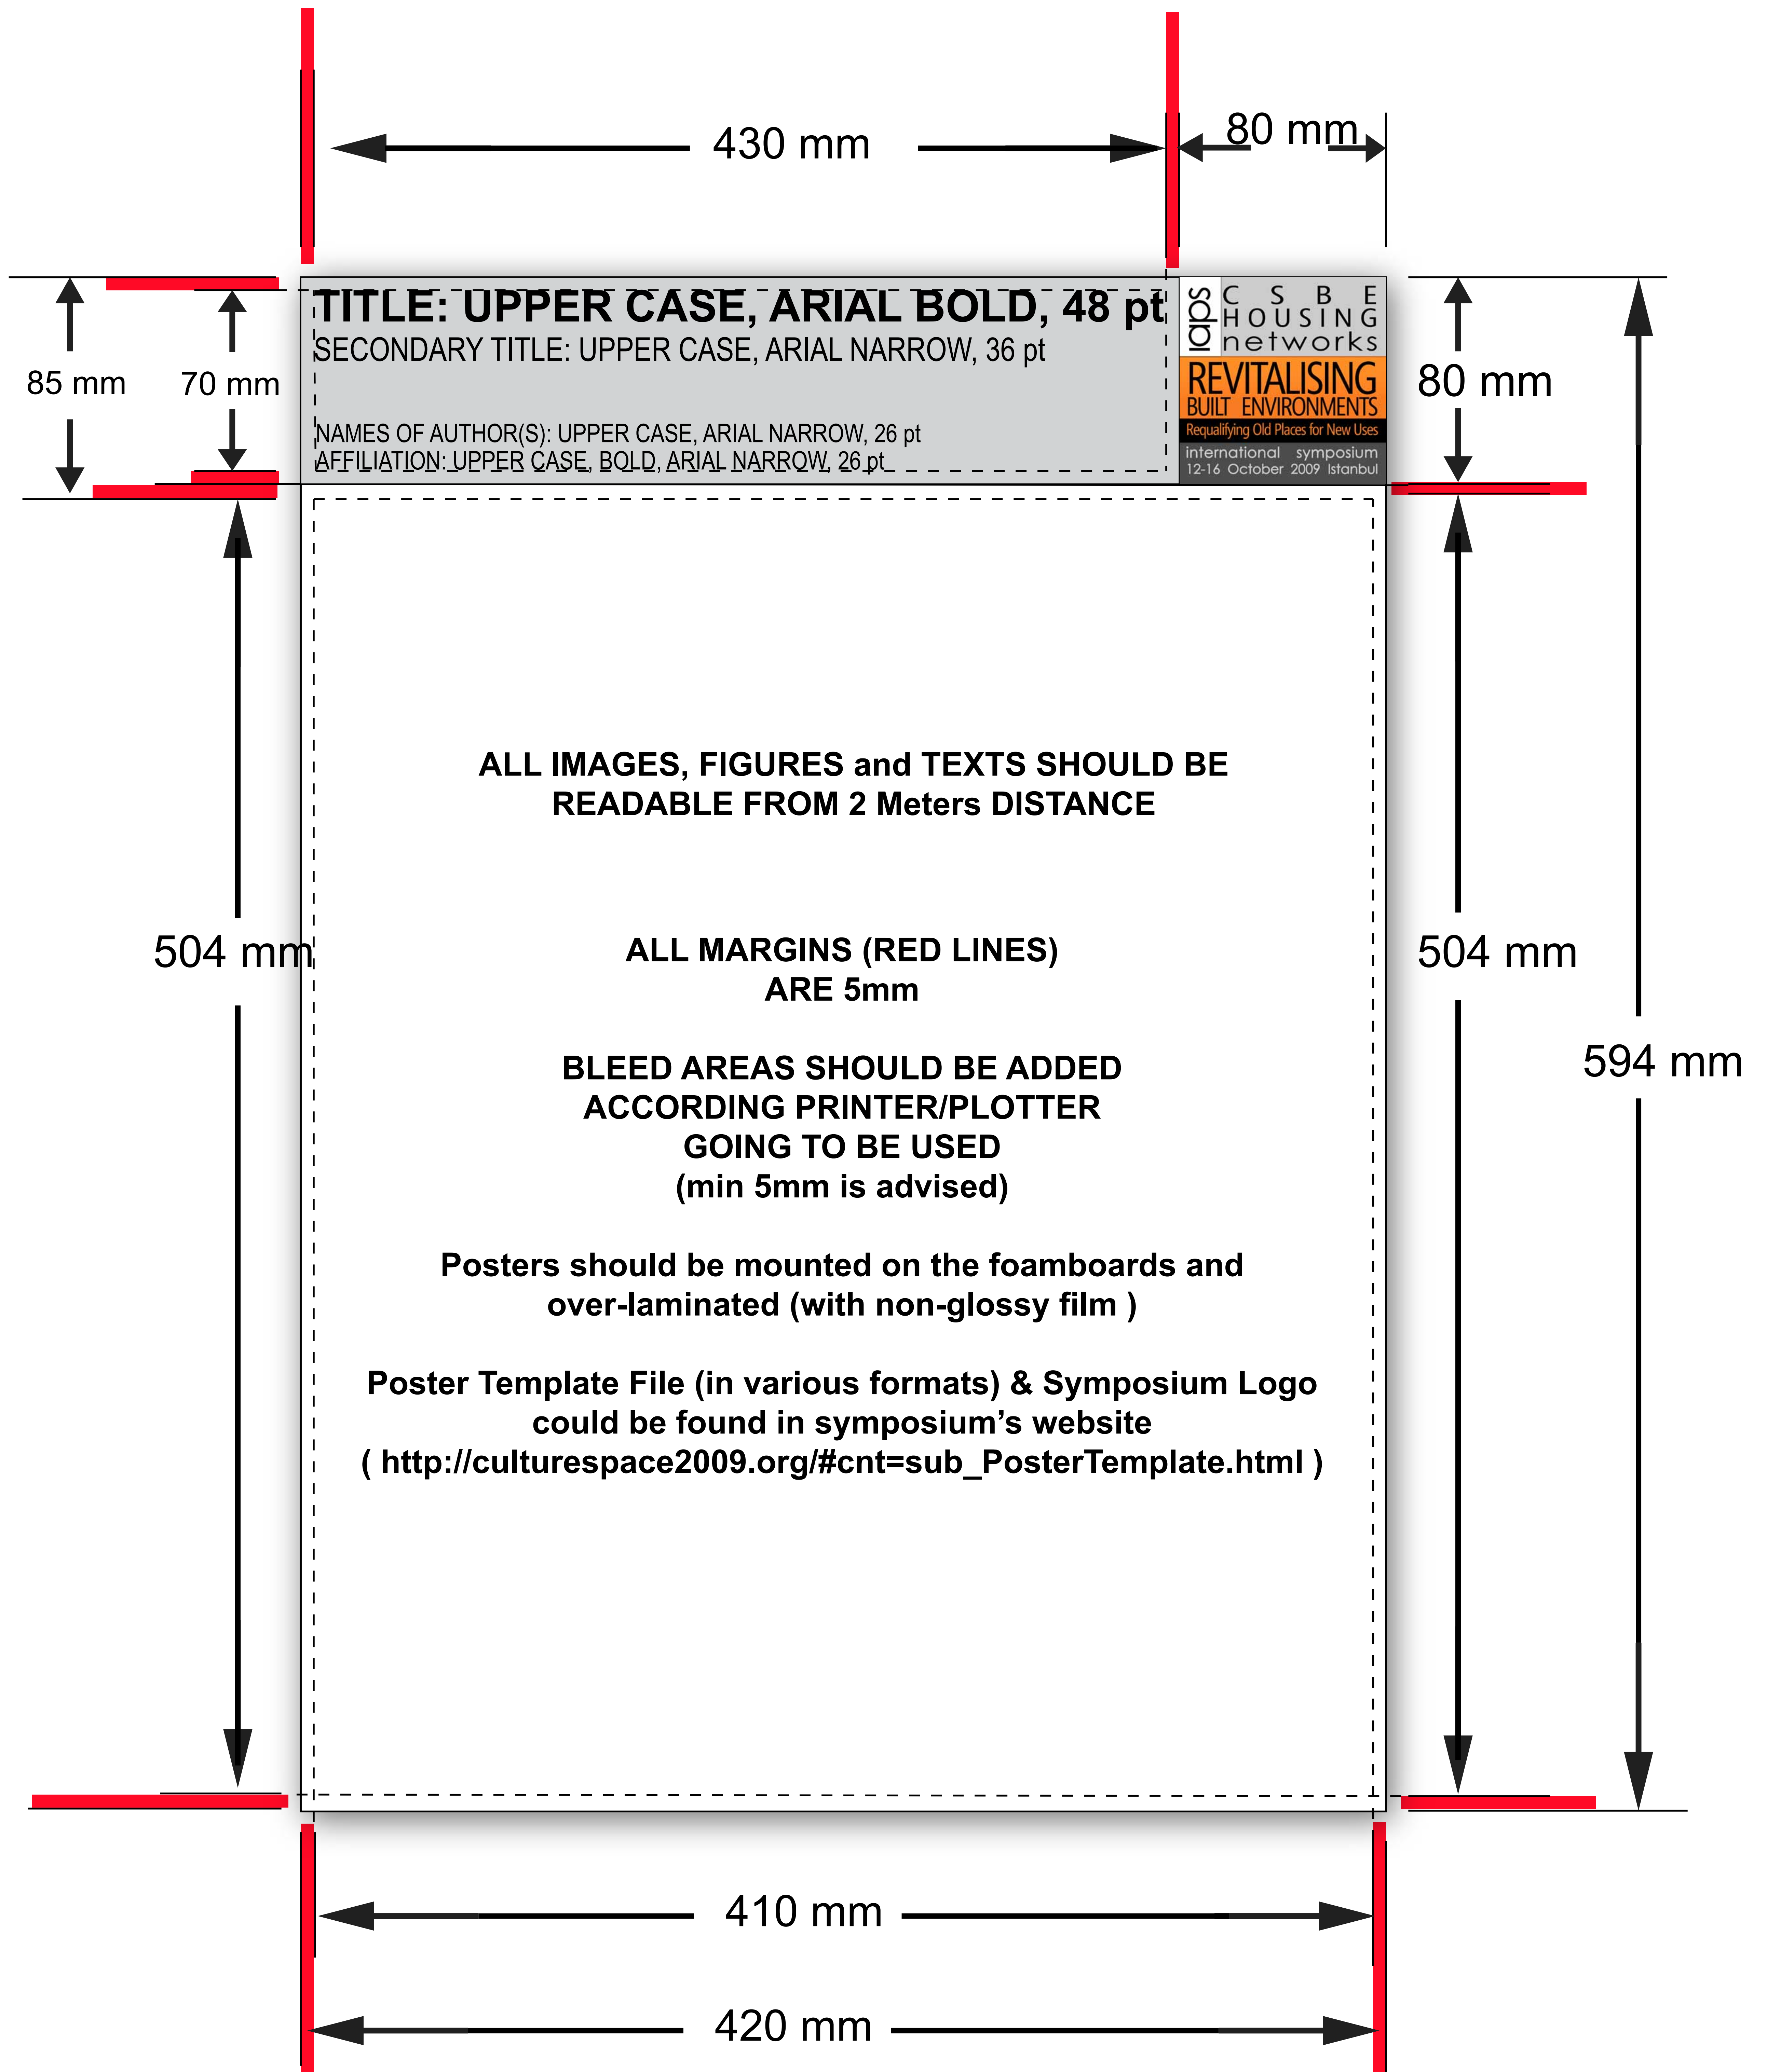 430 mm
80 mm
TITLE: UPPER CASE, ARIAL BOLD, 48 pt
SECONDARY TITLE: UPPER CASE, ARIAL NARROW, 36 pt
NAMES OF AUTHOR(S): UPPER CASE, ARIAL NARROW, 26 pt
AFFILIATION: UPPER CASE, BOLD, ARIAL NARROW, 26 pt
iaps
C S B E
HOUSING
networks
REVITALISING
BUILT ENVIRONMENTS
Requalifying Old Places for New Uses
international symposium
12-16 October 2009 Istanbul
85 mm
70 mm
80 mm
ALL IMAGES, FIGURES and TEXTS SHOULD BE
READABLE FROM 2 Meters DISTANCE
504 mm
504 mm
594 mm
ALL MARGINS (RED LINES)
ARE 5mm
BLEED AREAS SHOULD BE ADDED
ACCORDING PRINTER/PLOTTER
GOING TO BE USED
(min 5mm is advised)
Posters should be mounted on the foamboards and
over-laminated (with non-glossy film )
Poster Template File (in various formats) & Symposium Logo
could be found in symposium’s website
( http://culturespace2009.org/#cnt=sub_PosterTemplate.html )
410 mm
420 mm